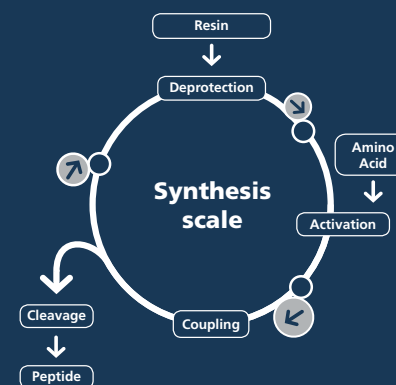 Resin
Deprotection
Amino
Acid
Synthesis
scale
Activation
Cleavage
Coupling
Peptide